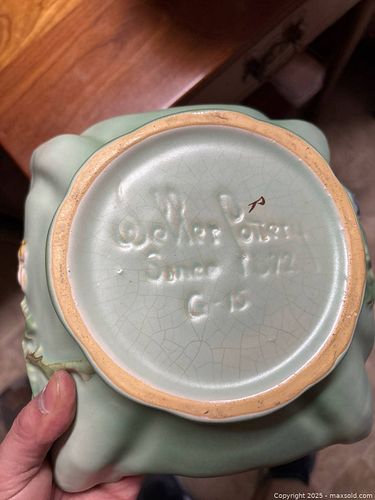 Weller Pottery
Since 1872
G-15
Copyright 2025 - maxsold.com